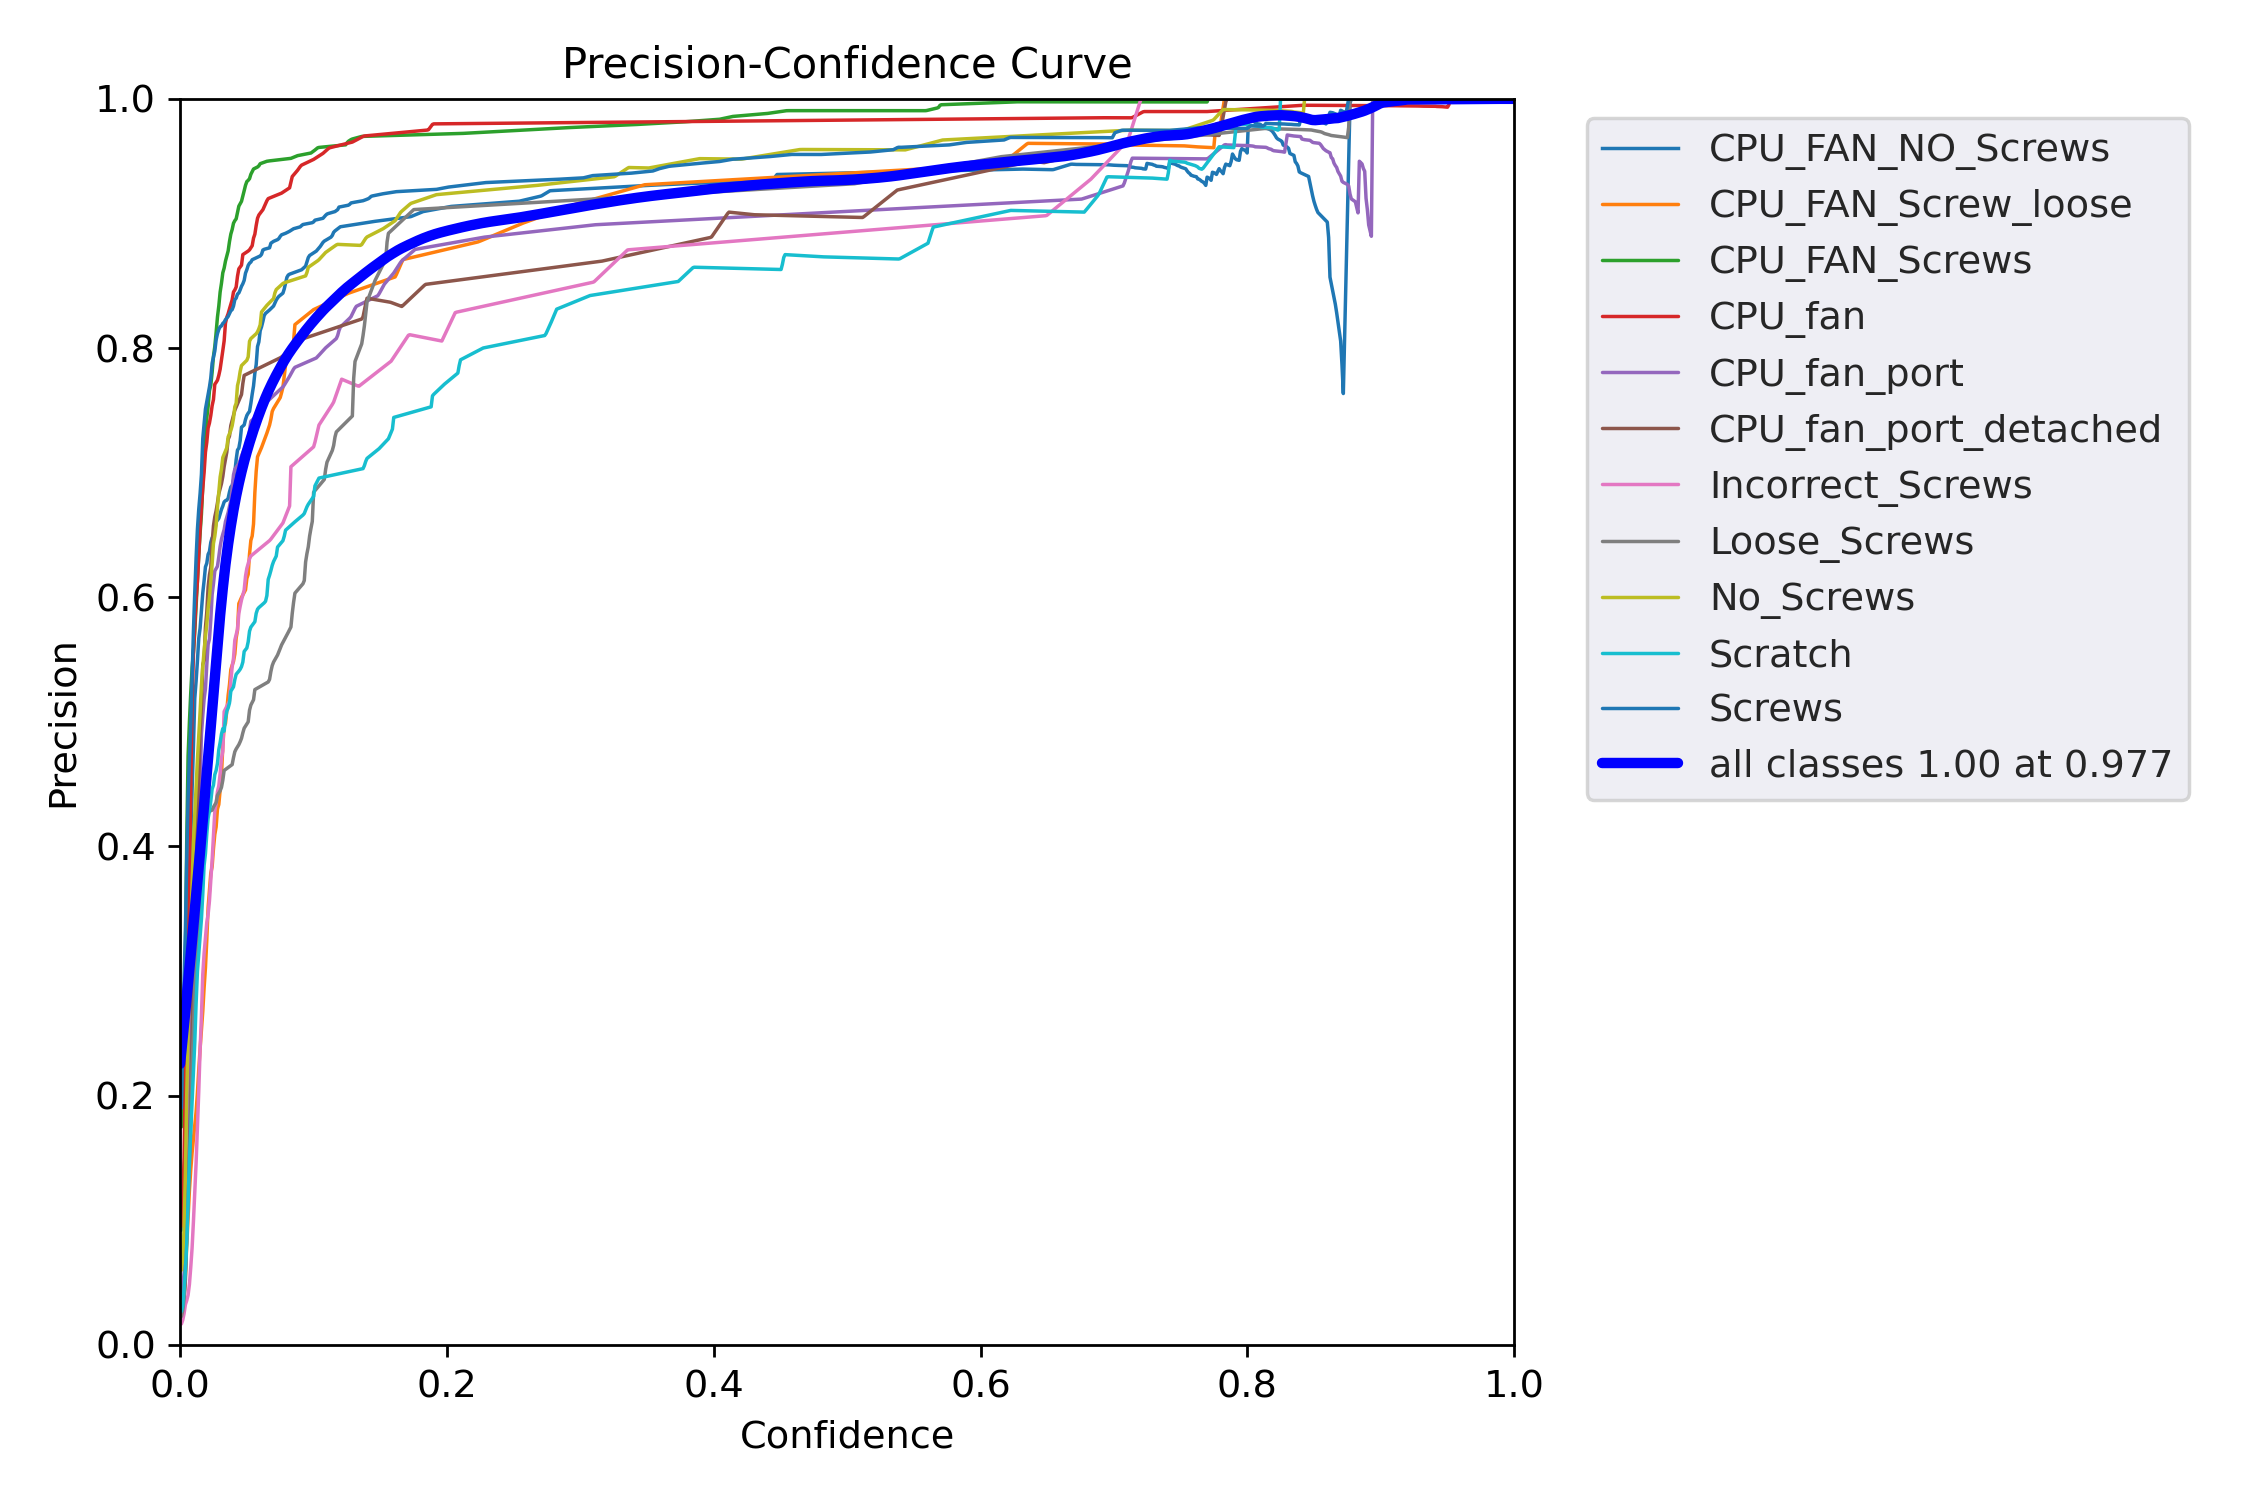 Precision-Confidence Curve
1.0
0.8
0.6
0.4
0.2
0.0
Precision
0.0 0.2 0.4 0.6 0.8 1.0
Confidence
CPU_FAN_NO_Screws
CPU_FAN_Screw_loose
CPU_FAN_Screws
CPU_fan
CPU_fan_port
CPU_fan_port_detached
Incorrect_Screws
Loose_Screws
No_Screws
Scratch
Screws
all classes 1.00 at 0.977